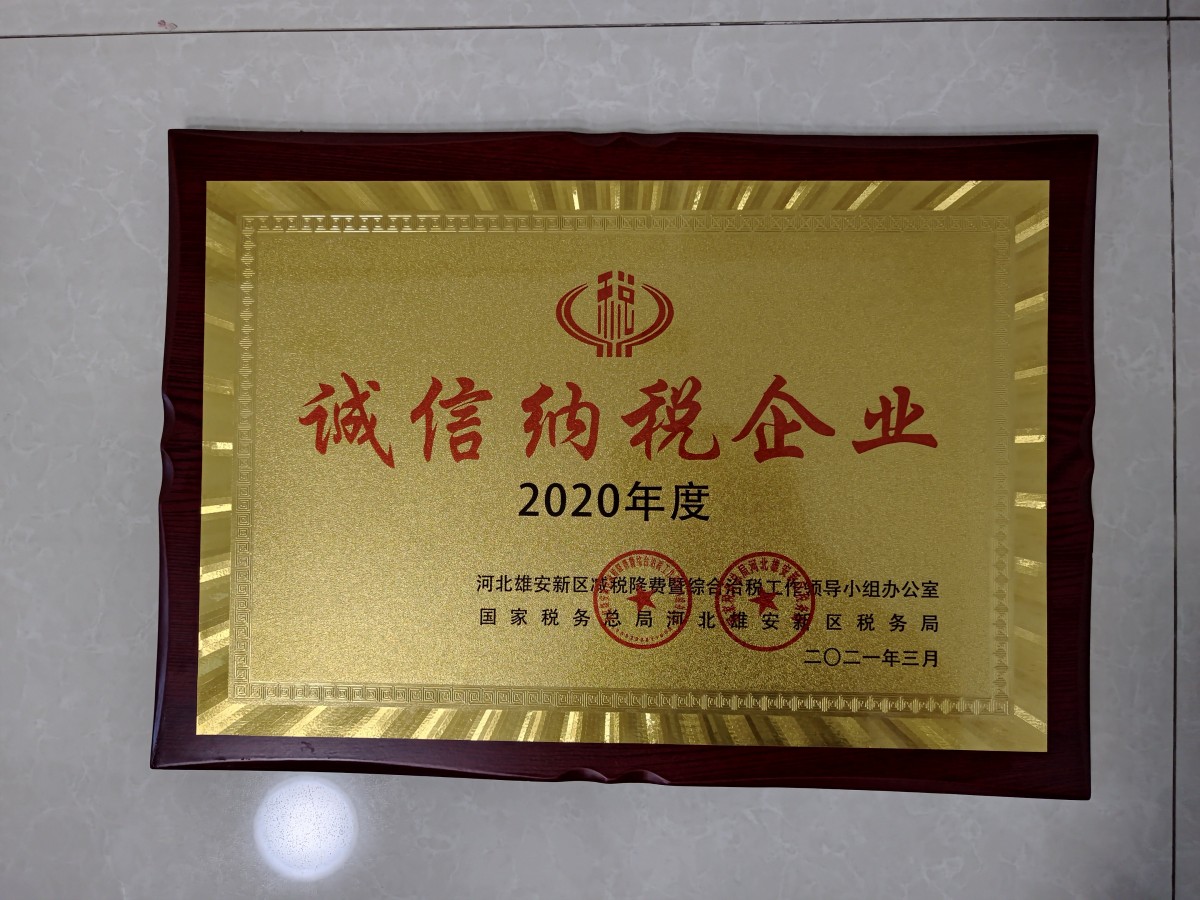 税
诚信纳税企业
2020年度
河北雄安新区减税降费暨综合治税工作领导小组办公室
国家税务总局河北雄安新区税务局
二〇二一年三月